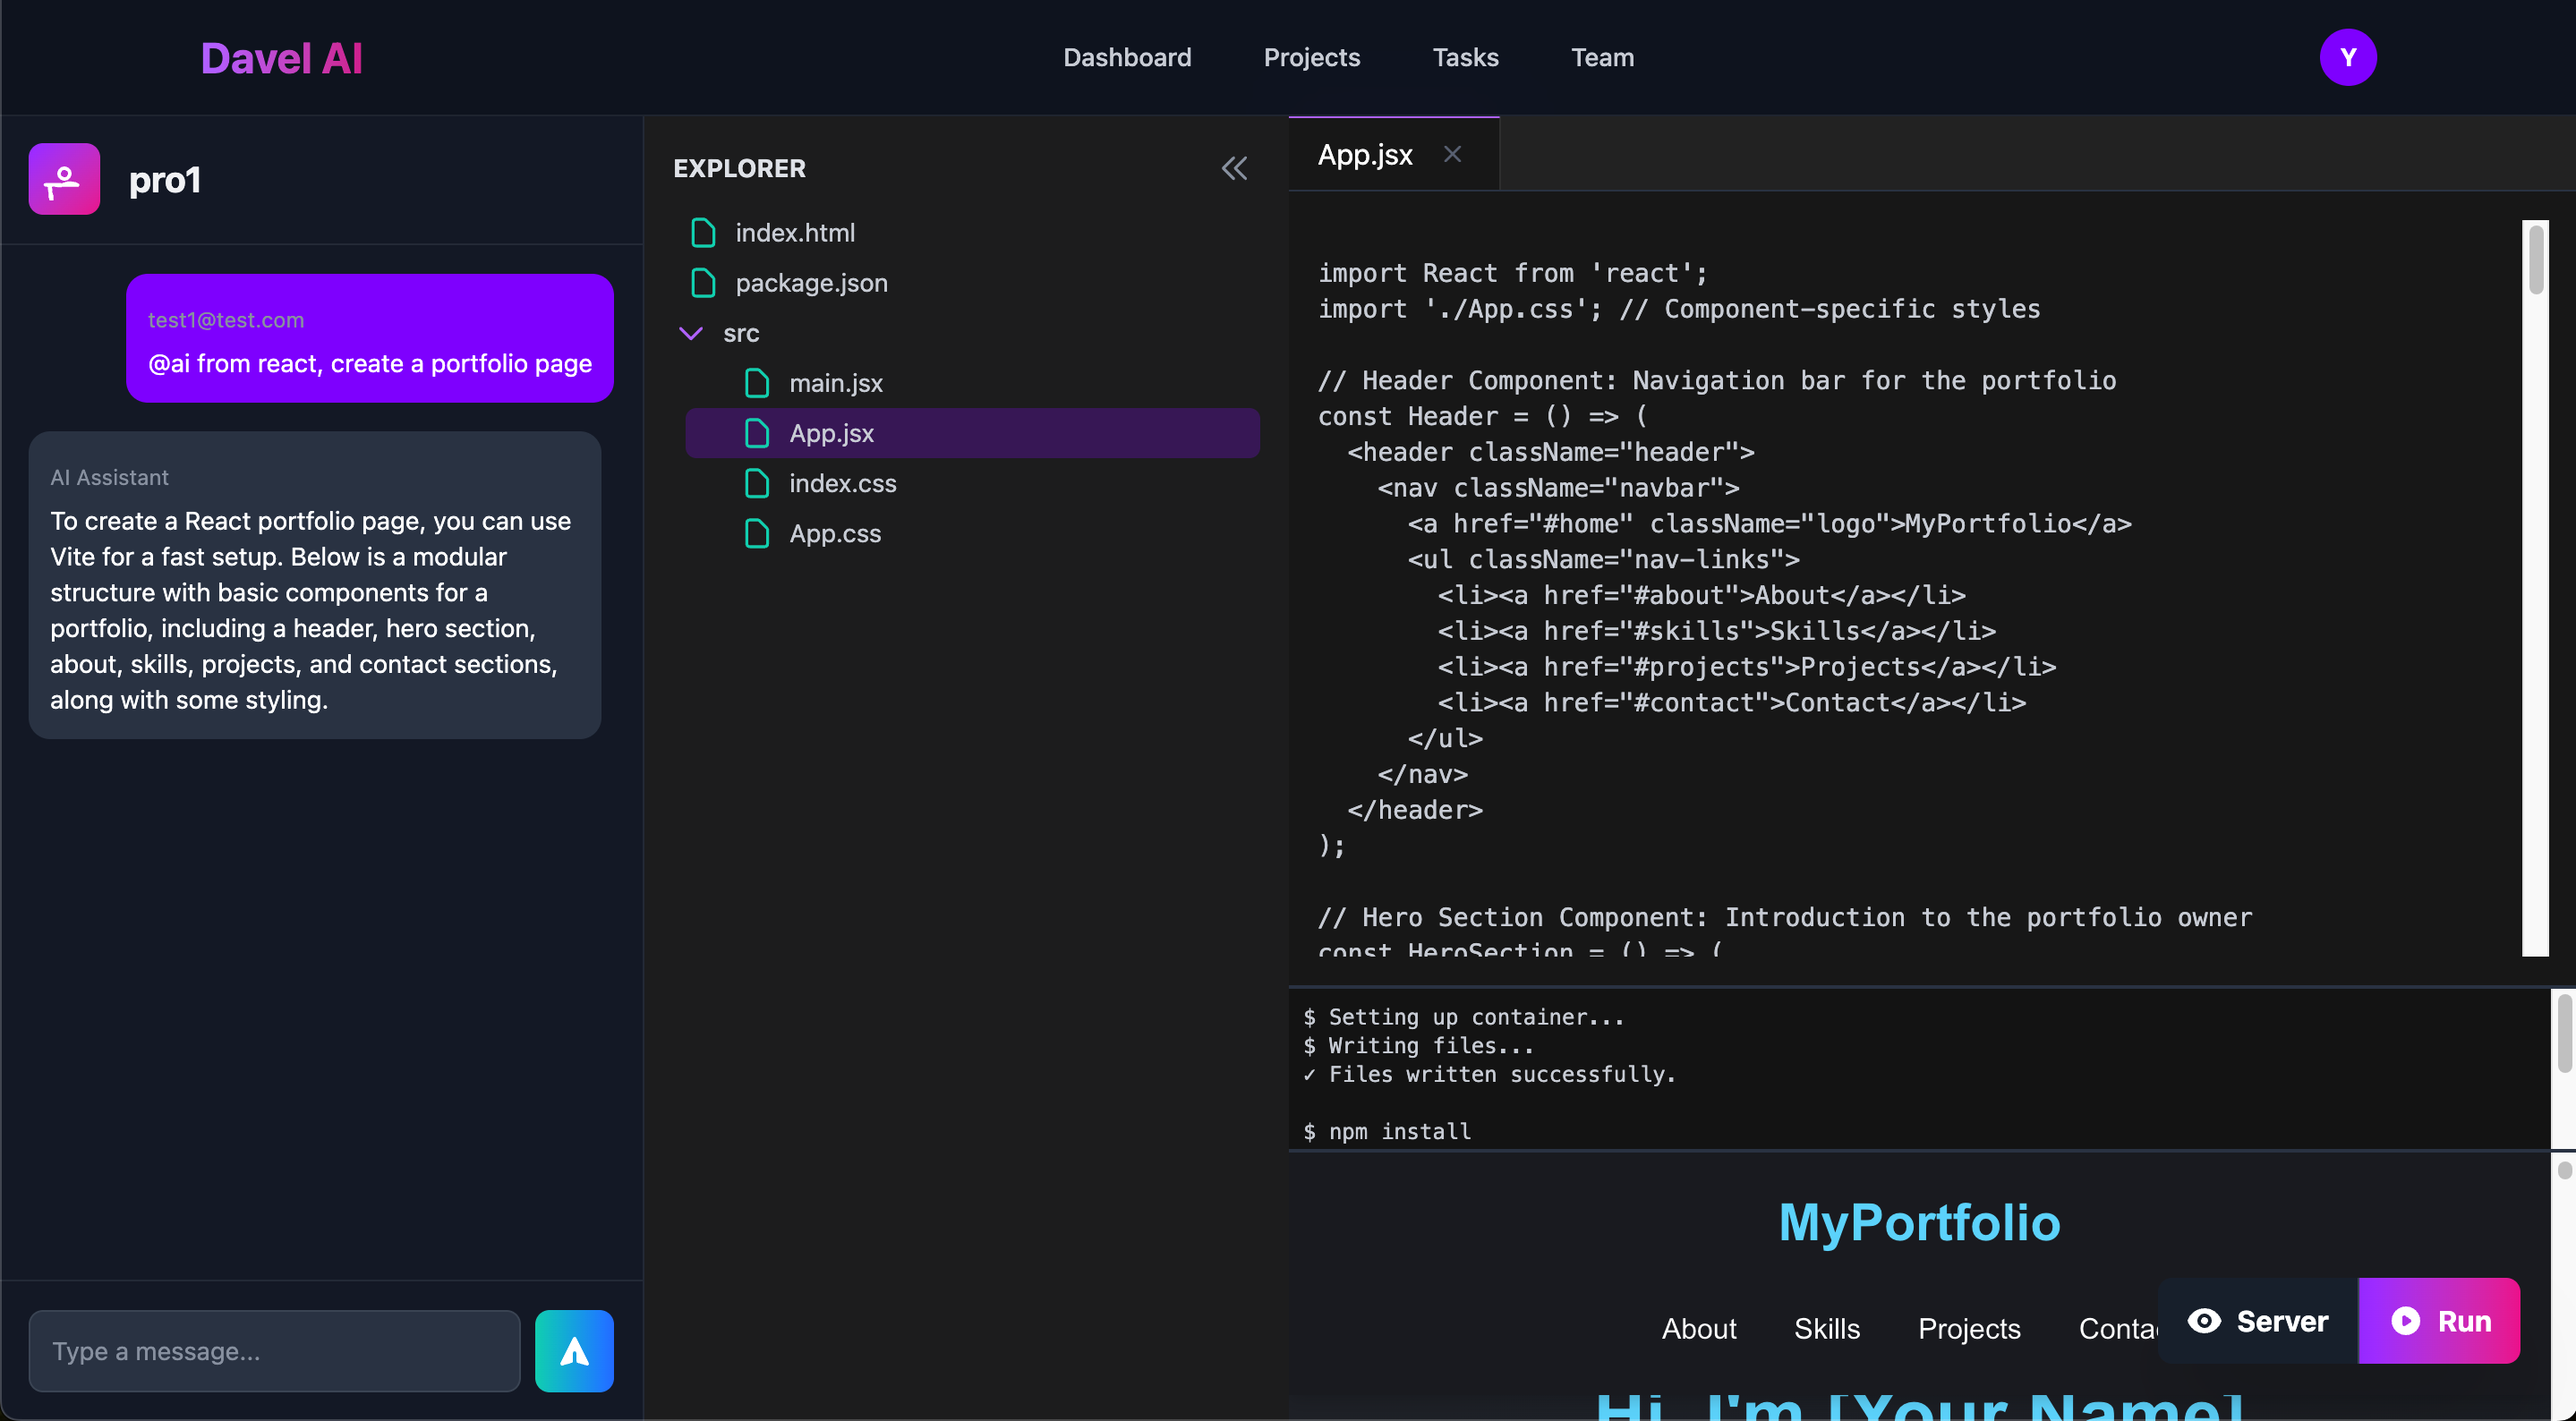 Davel AI
Dashboard Projects Tasks Team
Y
pro1
test1@test.com
@ai from react, create a portfolio page
AI Assistant
To create a React portfolio page, you can use
Vite for a fast setup. Below is a modular
structure with basic components for a
portfolio, including a header, hero section,
about, skills, projects, and contact sections,
along with some styling.
Type a message...
EXPLORER
index.html
package.json
src
main.jsx
App.jsx
index.css
App.css
App.jsx
import React from 'react';
import './App.css'; // Component-specific styles

// Header Component: Navigation bar for the portfolio
const Header = () => (
  <header className="header">
    <nav className="navbar">
      <a href="#home" className="logo">MyPortfolio</a>
      <ul className="nav-links">
        <li><a href="#about">About</a></li>
        <li><a href="#skills">Skills</a></li>
        <li><a href="#projects">Projects</a></li>
        <li><a href="#contact">Contact</a></li>
      </ul>
    </nav>
  </header>
);

// Hero Section Component: Introduction to the portfolio owner
const HeroSection = () => (
$ Setting up container...
$ Writing files...
✓ Files written successfully.

$ npm install
MyPortfolio
About Skills Projects Conta
Server Run
Hi, I'm [Your Name]